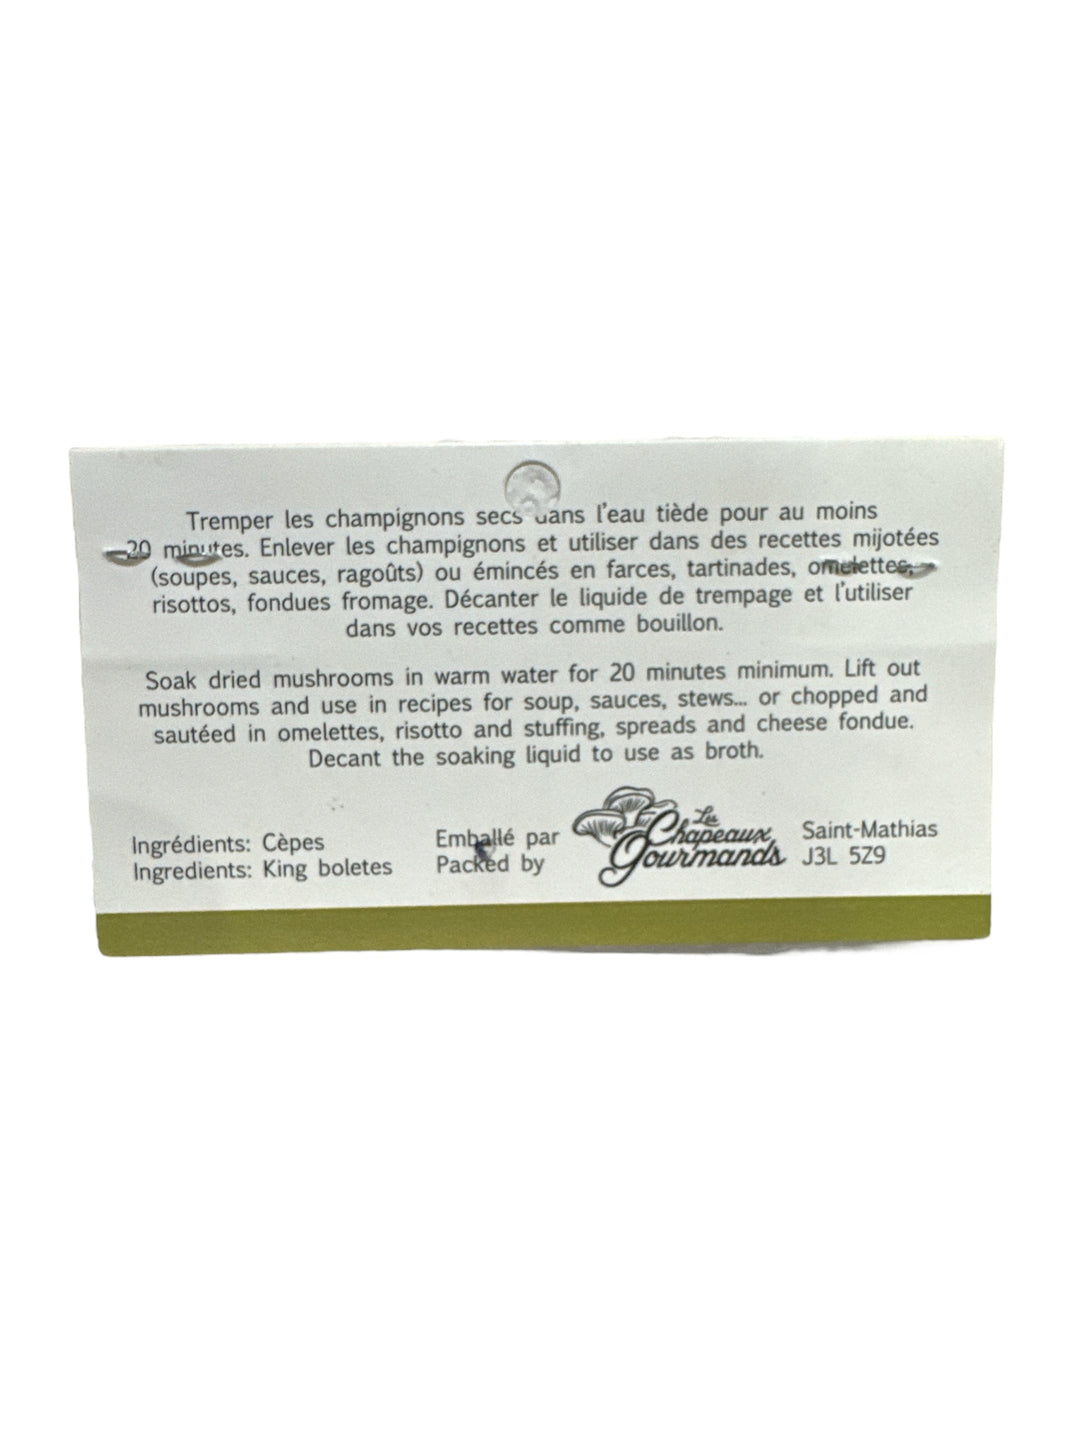 Tremper les champignons secs dans l'eau tiède pour au moins
20 minutes. Enlever les champignons et utiliser dans des recettes mijotées
(soupes, sauces, ragoûts) ou émincés en farces, tartinades, omelettes,
risottos, fondues fromage. Décanter le liquide de trempage et l'utiliser
dans vos recettes comme bouillon.
Soak dried mushrooms in warm water for 20 minutes minimum. Lift out
mushrooms and use in recipes for soup, sauces, stews... or chopped and
sautéed in omelettes, risotto and stuffing, spreads and cheese fondue.
Decant the soaking liquid to use as broth.
Ingrédients: Cèpes
Ingredients: King boletes
Emballé par
Packed by
Les
Chapeaux
Gourmands
Saint-Mathias
J3L 5Z9